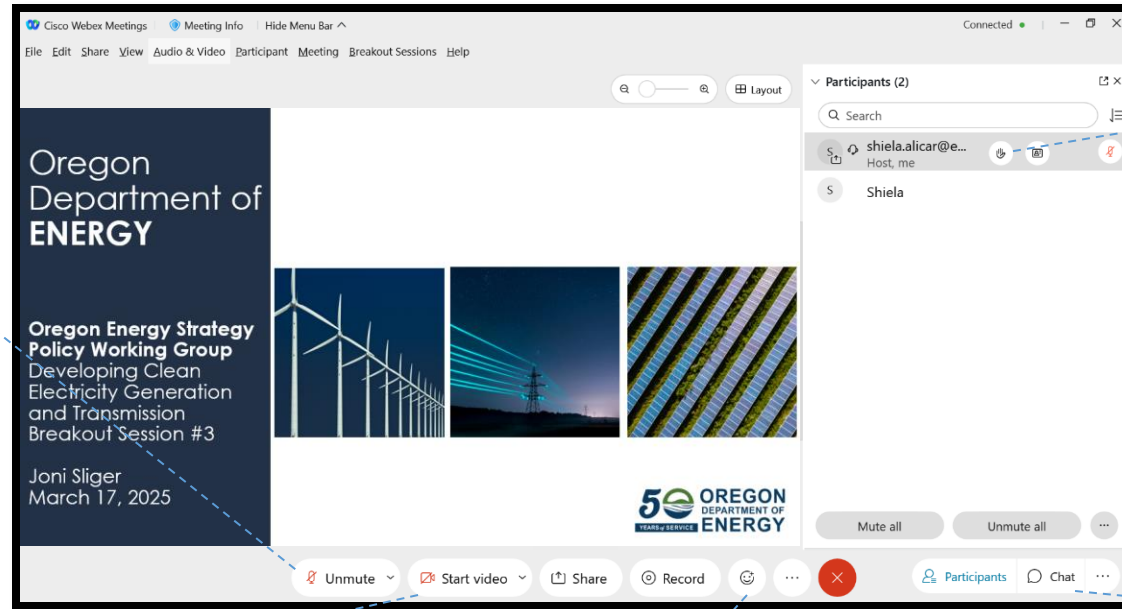 Cisco Webex Meetings
Meeting Info
Hide Menu Bar
Connected
File Edit Share View Audio & Video Participant Meeting Breakout Sessions Help
Layout
Participants (2)
Search
S shiela.alicar@e...
Host, me
S Shiela
Oregon
Department of
ENERGY
Oregon Energy Strategy
Policy Working Group
Developing Clean
Electricity Generation
and Transmission
Breakout Session #3
Joni Sliger
March 17, 2025
50
YEARS of SERVICE
OREGON
DEPARTMENT OF
ENERGY
Mute all
Unmute all
Unmute
Start video
Share
Record
Participants
Chat